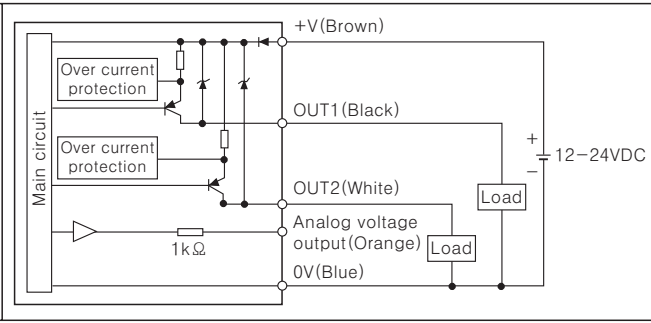 +V(Brown)
Over current
protection
OUT1(Black)
Main circuit
Over current
protection
+
12-24VDC
-
OUT2(White)
Load
Analog voltage
output(Orange)
Load
1kΩ
0V(Blue)